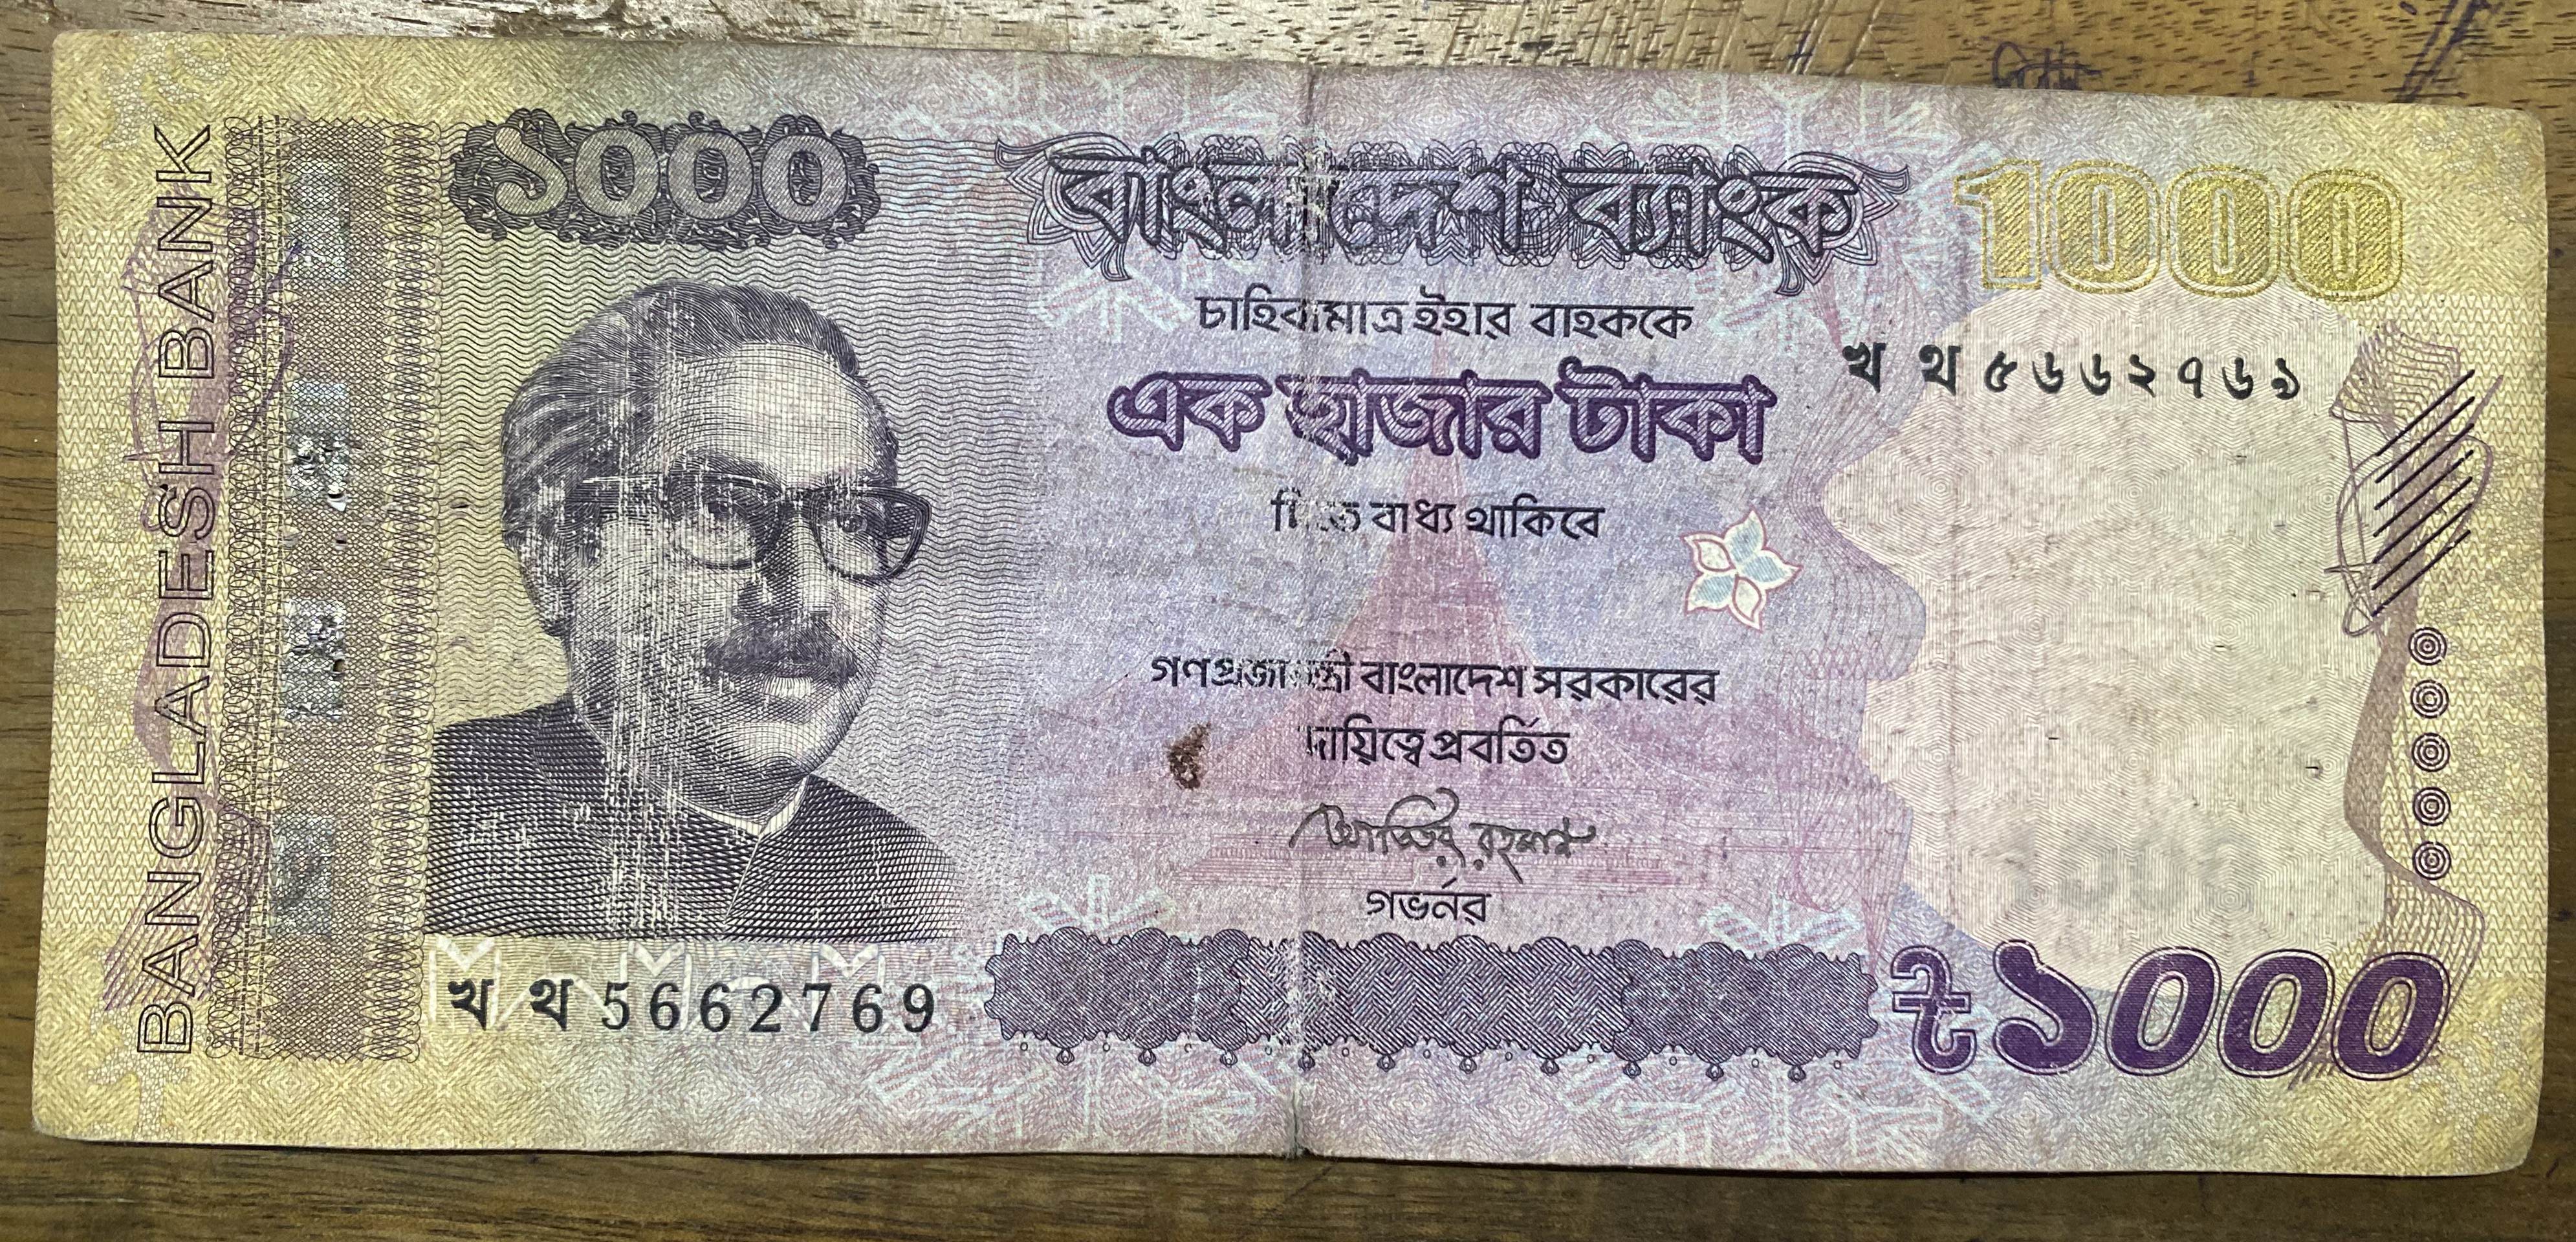 BANGLADESH BANK
১০০০
বাংলাদেশ ব্যাংক
1000
চাহিবামাত্র ইহার বাহককে
খ থ ৫৬৬২৭৬৯
এক হাজার টাকা
দিতে বাধ্য থাকিবে
গণপ্রজাতন্ত্রী বাংলাদেশ সরকারের
দায়িত্বে প্রবর্তিত
আতিউর রহমান
গভর্নর
খ থ 5662769
৳১০০০